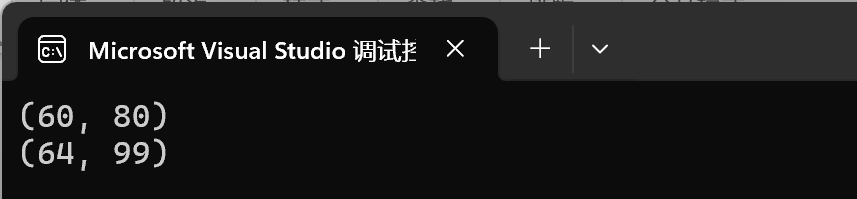 Microsoft Visual Studio 调试
(60, 80)
(64, 99)